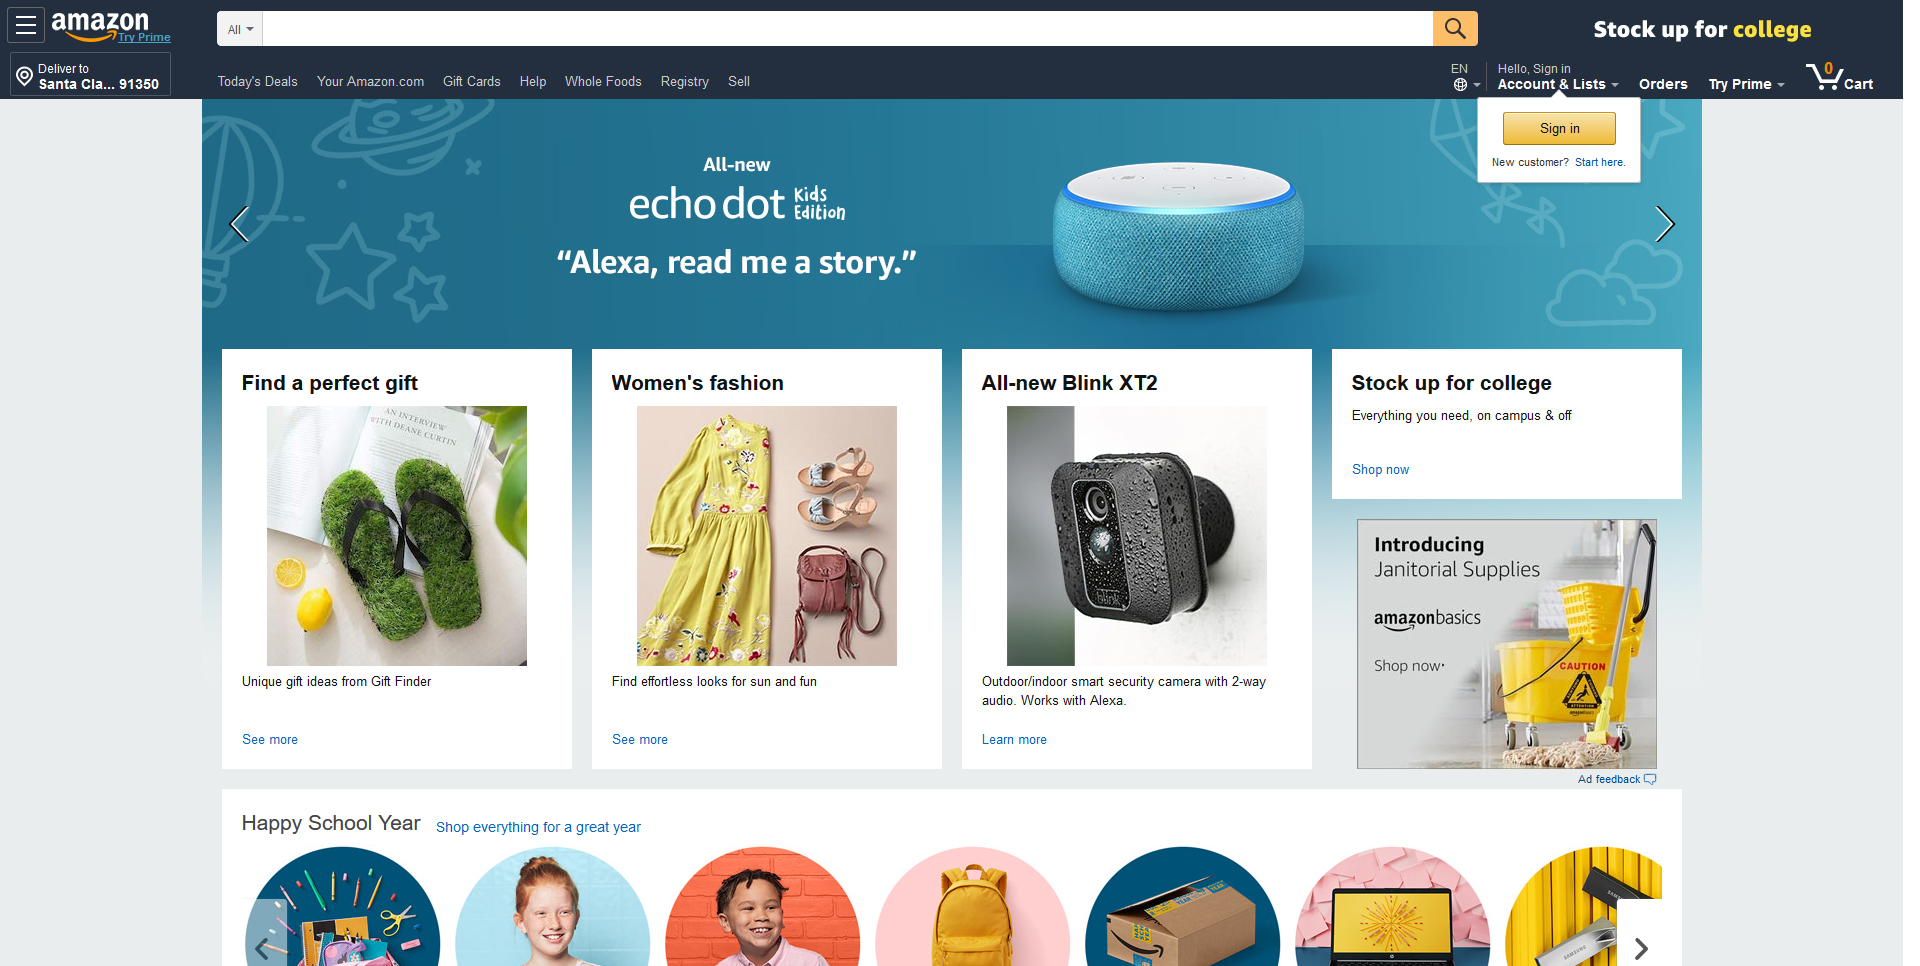 amazon
Try Prime
All
Stock up for college
Deliver to
Santa Cla... 91350
Today's Deals
Your Amazon.com
Gift Cards
Help
Whole Foods
Registry
Sell
EN
Hello, Sign in
Account & Lists
Orders
Try Prime
0
Cart
Sign in
New customer? Start here.
All-new
echo dot Kids Edition
“Alexa, read me a story.”
Find a perfect gift
AN INTERVIEW
WITH DEANE CURTIN
Unique gift ideas from Gift Finder
See more
Women's fashion
Find effortless looks for sun and fun
See more
All-new Blink XT2
blink
Outdoor/indoor smart security camera with 2-way
audio. Works with Alexa.
Learn more
Stock up for college
Everything you need, on campus & off
Shop now
Introducing
Janitorial Supplies
amazonbasics
Shop now
CAUTION
ATTENTION
amazonbasics
Ad feedback
Happy School Year
Shop everything for a great year
SAMSUNG
SAMSUNG